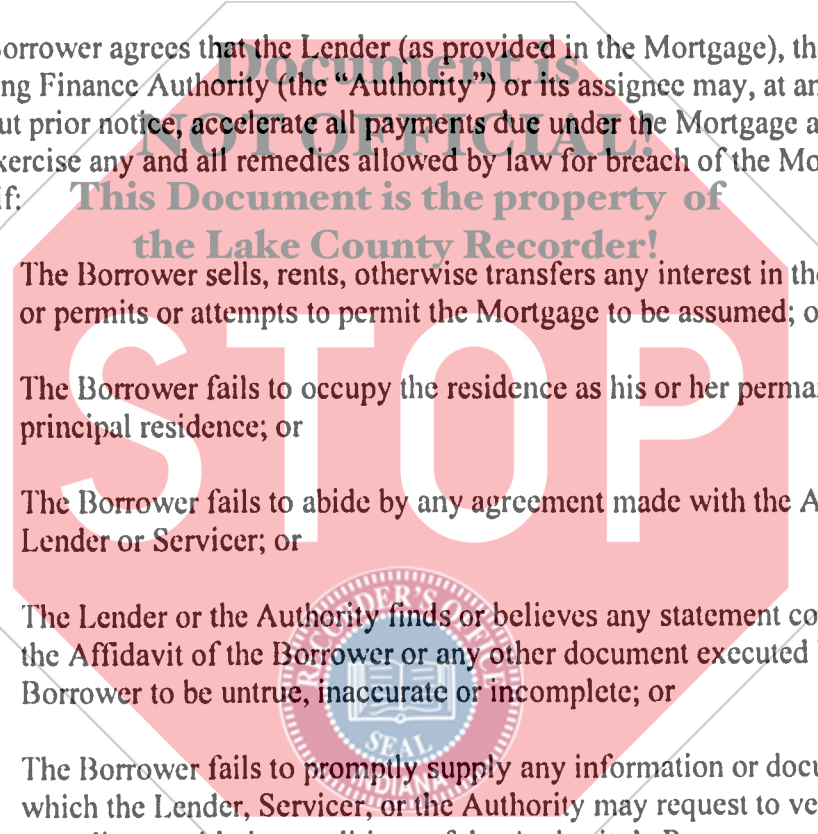 Borrower agrees that the Lender (as provided in the Mortgage), the
Document is
ng Finance Authority (the “Authority”) or its assignee may, at an
ut prior notice, accelerate all payments due under the Mortgage a
NOT OFFICIAL!
xercise any and all remedies allowed by law for breach of the Mo
if:
This Document is the property of
the Lake County Recorder!
The Borrower sells, rents, otherwise transfers any interest in the
or permits or attempts to permit the Mortgage to be assumed; o
STOP
The Borrower fails to occupy the residence as his or her perma
principal residence; or
The Borrower fails to abide by any agreement made with the A
Lender or Servicer; or
RECORDER'S OFFICE
The Lender or the Authority finds or believes any statement co
the Affidavit of the Borrower or any other document executed
Borrower to be untrue, inaccurate or incomplete; or
SEAL
INDIANA
The Borrower fails to promptly supply any information or docu
which the Lender, Servicer, or the Authority may request to ve